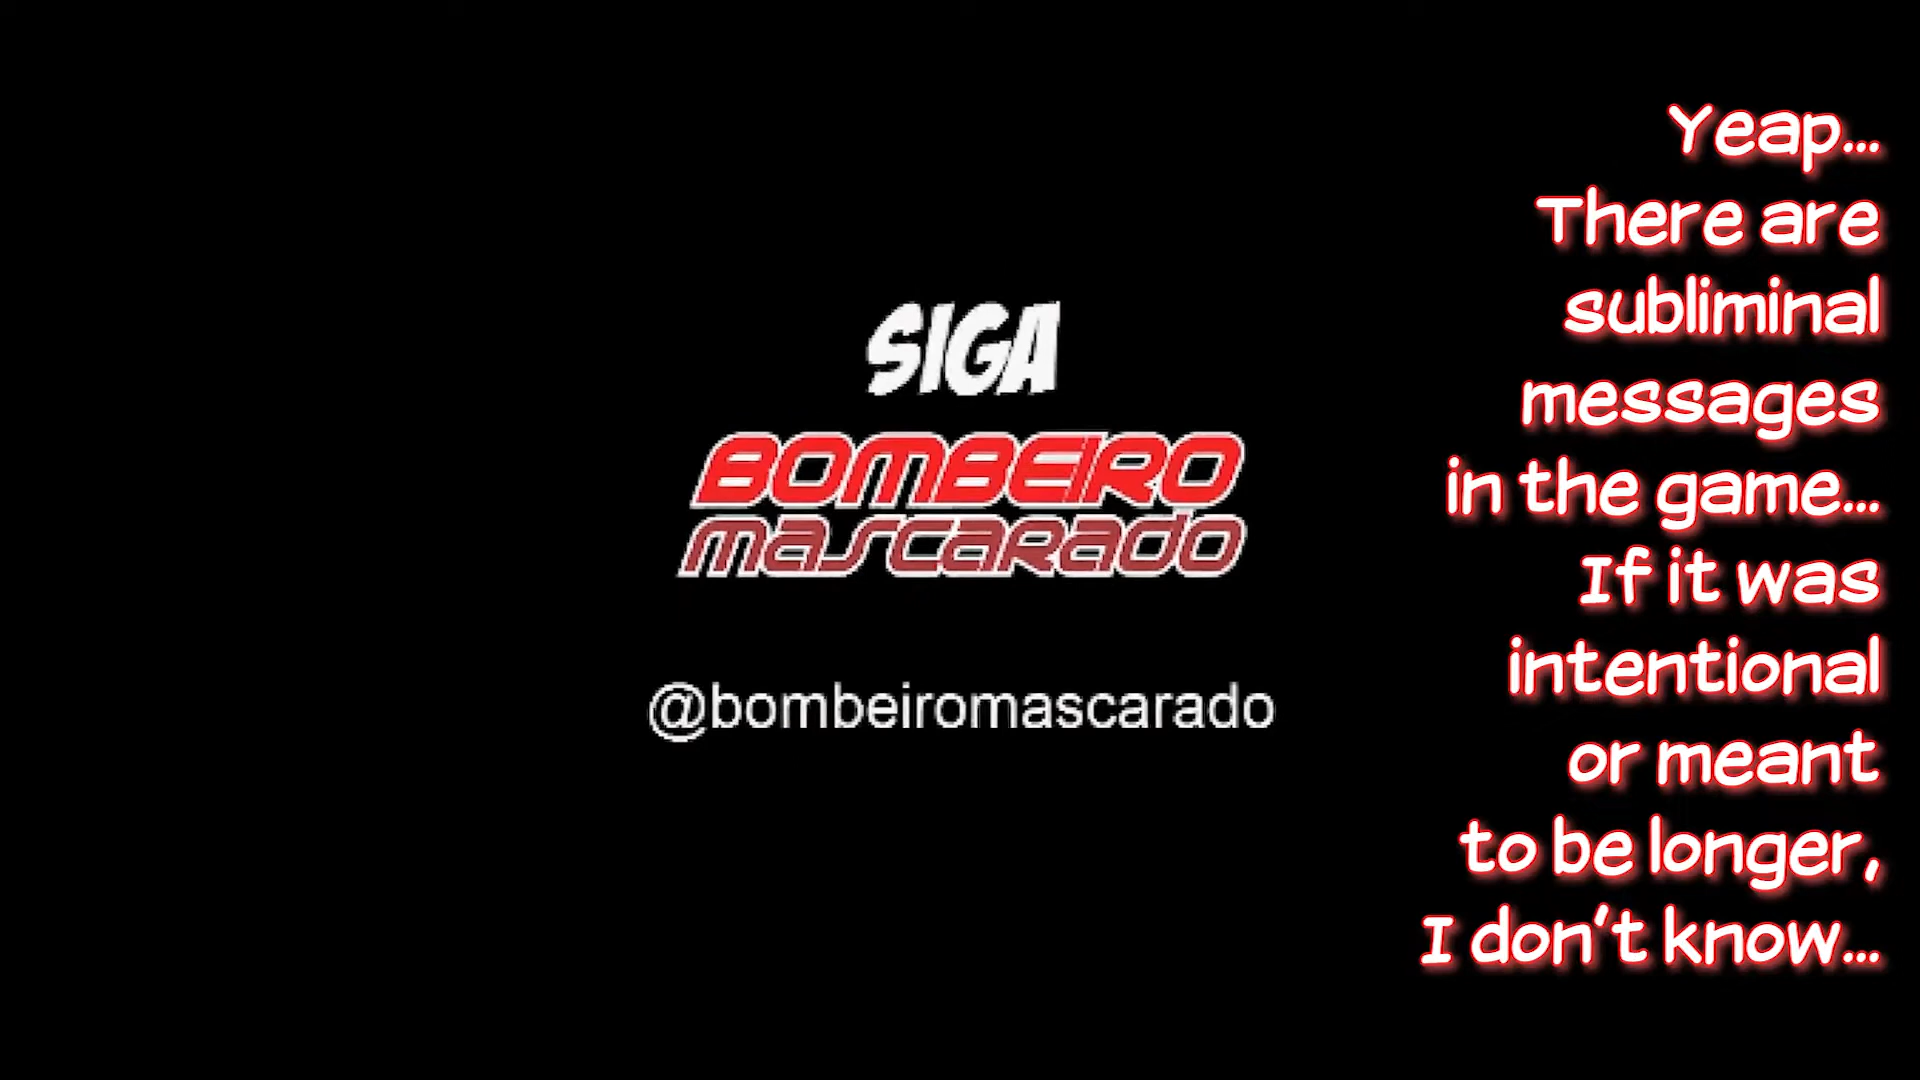 SIGA
BOMBEIRO
mascarado
@bombeiromascarado
Yeap...
There are
subliminal
messages
in the game...
If it was
intentional
or meant
to be longer,
I don't know...